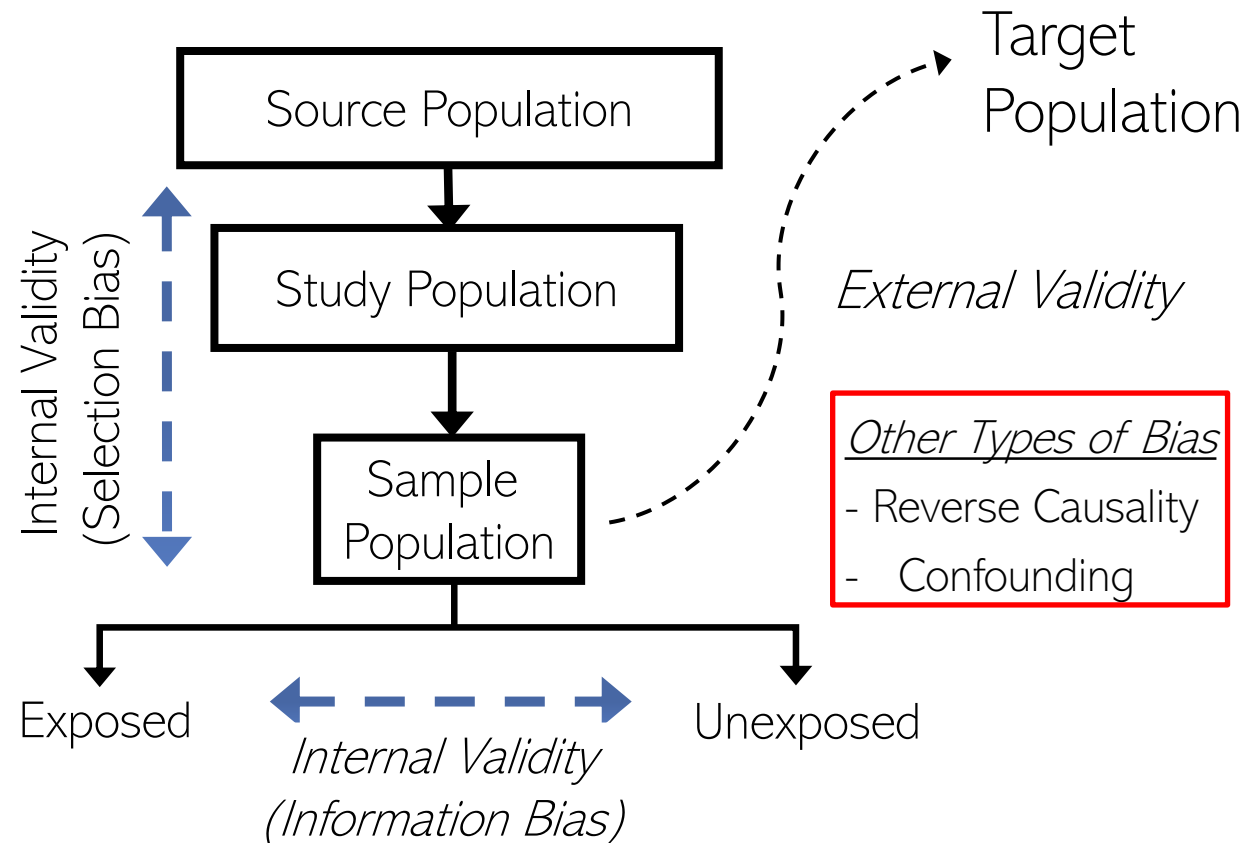 Source Population
Target
Population
Study Population
Internal Validity
(Selection Bias)
External Validity
Sample
Population
Other Types of Bias
- Reverse Causality
- Confounding
Exposed
Unexposed
Internal Validity
(Information Bias)